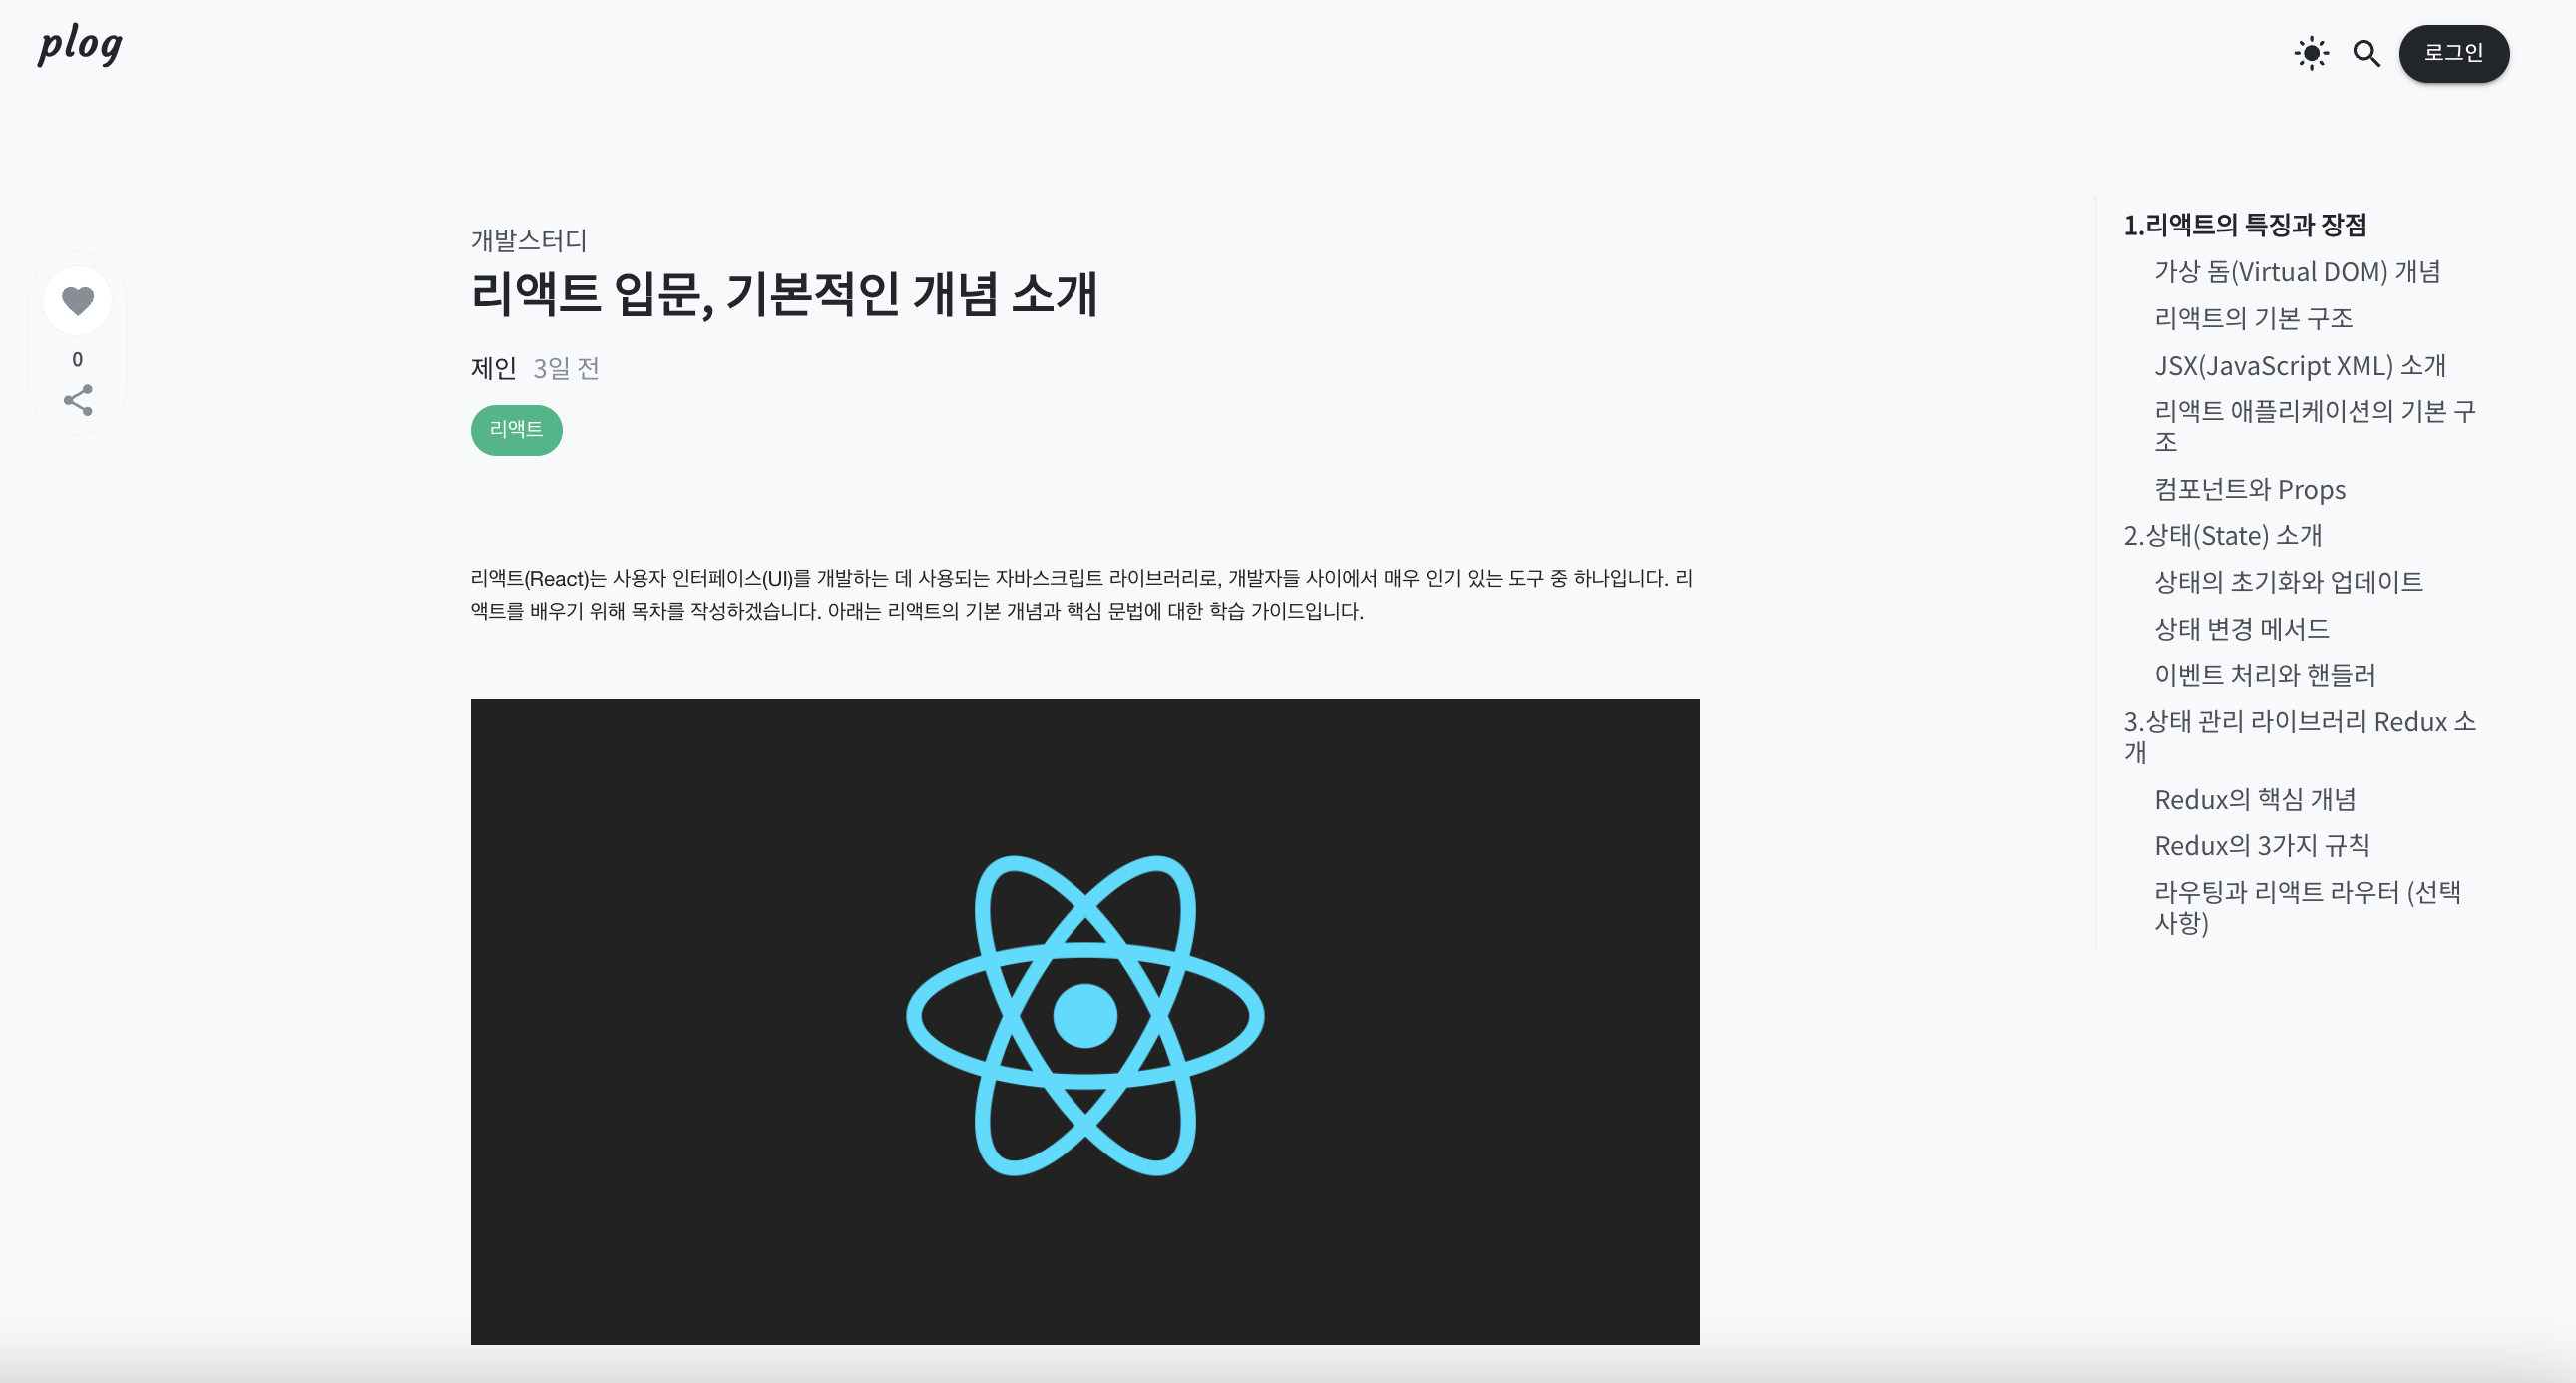 plog
로그인
개발스터디
리액트 입문, 기본적인 개념 소개
제인 3일 전
리액트
0
리액트(React)는 사용자 인터페이스(UI)를 개발하는 데 사용되는 자바스크립트 라이브러리로, 개발자들 사이에서 매우 인기 있는 도구 중 하나입니다. 리
액트를 배우기 위해 목차를 작성하겠습니다. 아래는 리액트의 기본 개념과 핵심 문법에 대한 학습 가이드입니다.
1.리액트의 특징과 장점
가상 돔(Virtual DOM) 개념
리액트의 기본 구조
JSX(JavaScript XML) 소개
리액트 애플리케이션의 기본 구
조
컴포넌트와 Props
2.상태(State) 소개
상태의 초기화와 업데이트
상태 변경 메서드
이벤트 처리와 핸들러
3.상태 관리 라이브러리 Redux 소
개
Redux의 핵심 개념
Redux의 3가지 규칙
라우팅과 리액트 라우터 (선택
사항)